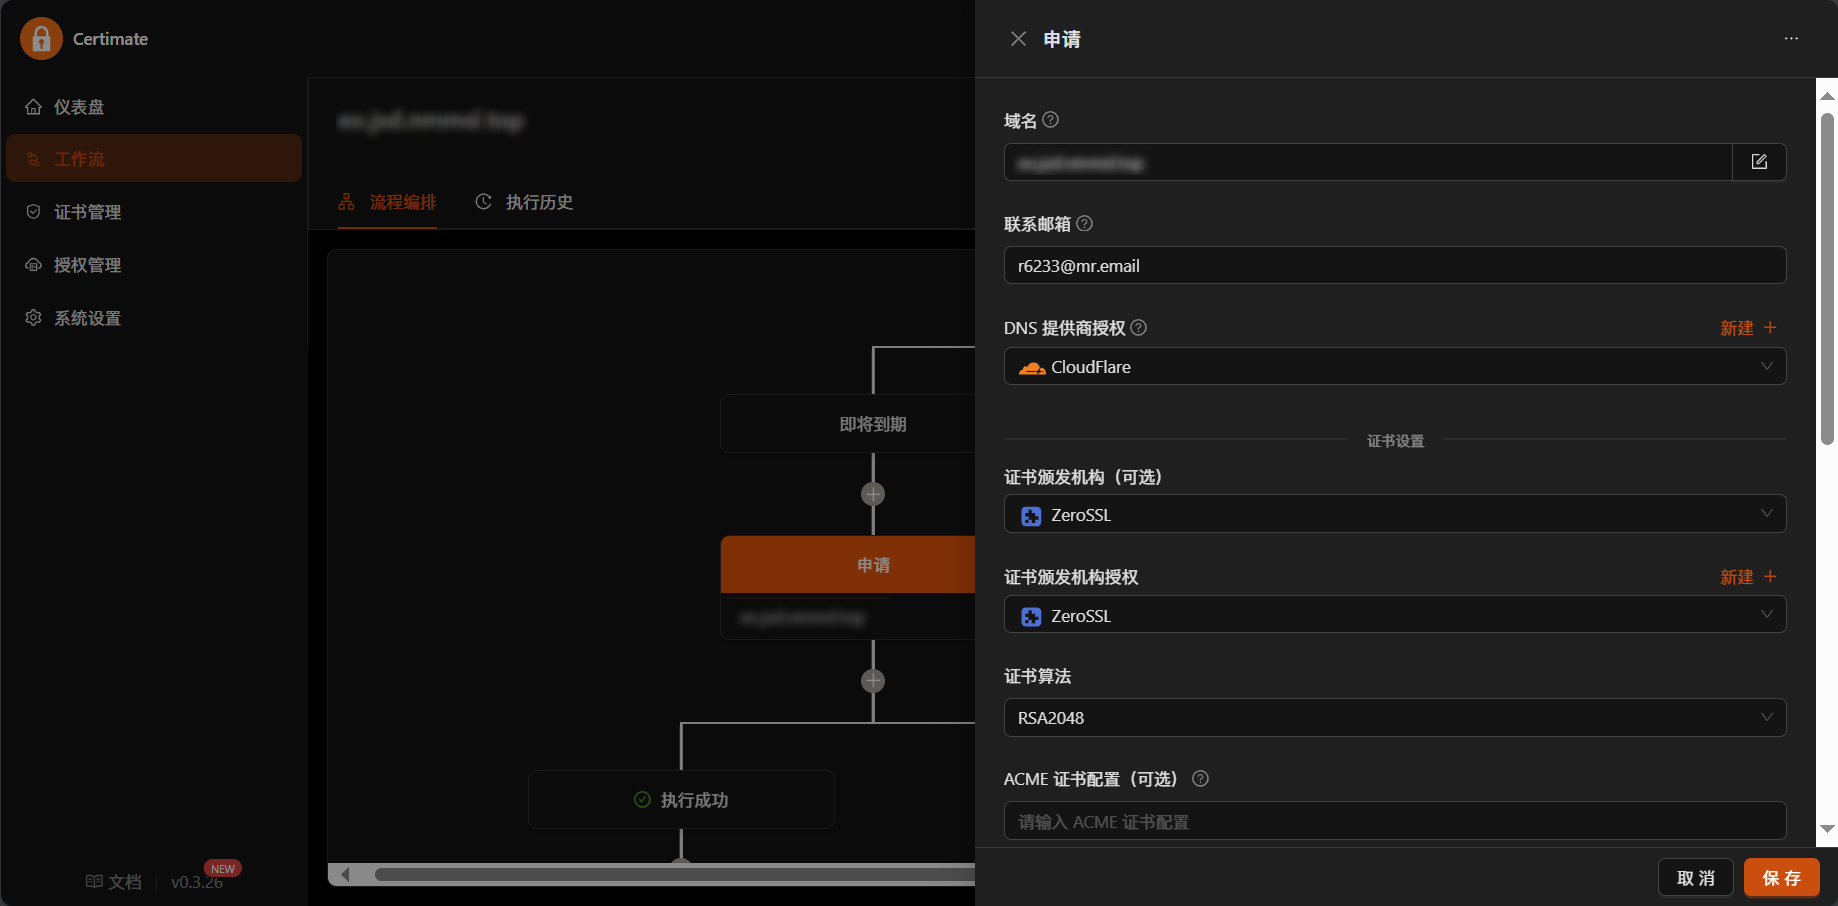 Certimate
仪表盘
工作流
证书管理
授权管理
系统设置
文档
v0.3.26
NEW
流程编排
执行历史
即将到期
申请
执行成功
申请
域名
联系邮箱
r6233@mr.email
DNS 提供商授权
新建
CloudFlare
证书设置
证书颁发机构（可选）
ZeroSSL
证书颁发机构授权
新建
ZeroSSL
证书算法
RSA2048
ACME 证书配置（可选）
请输入 ACME 证书配置
取消
保存